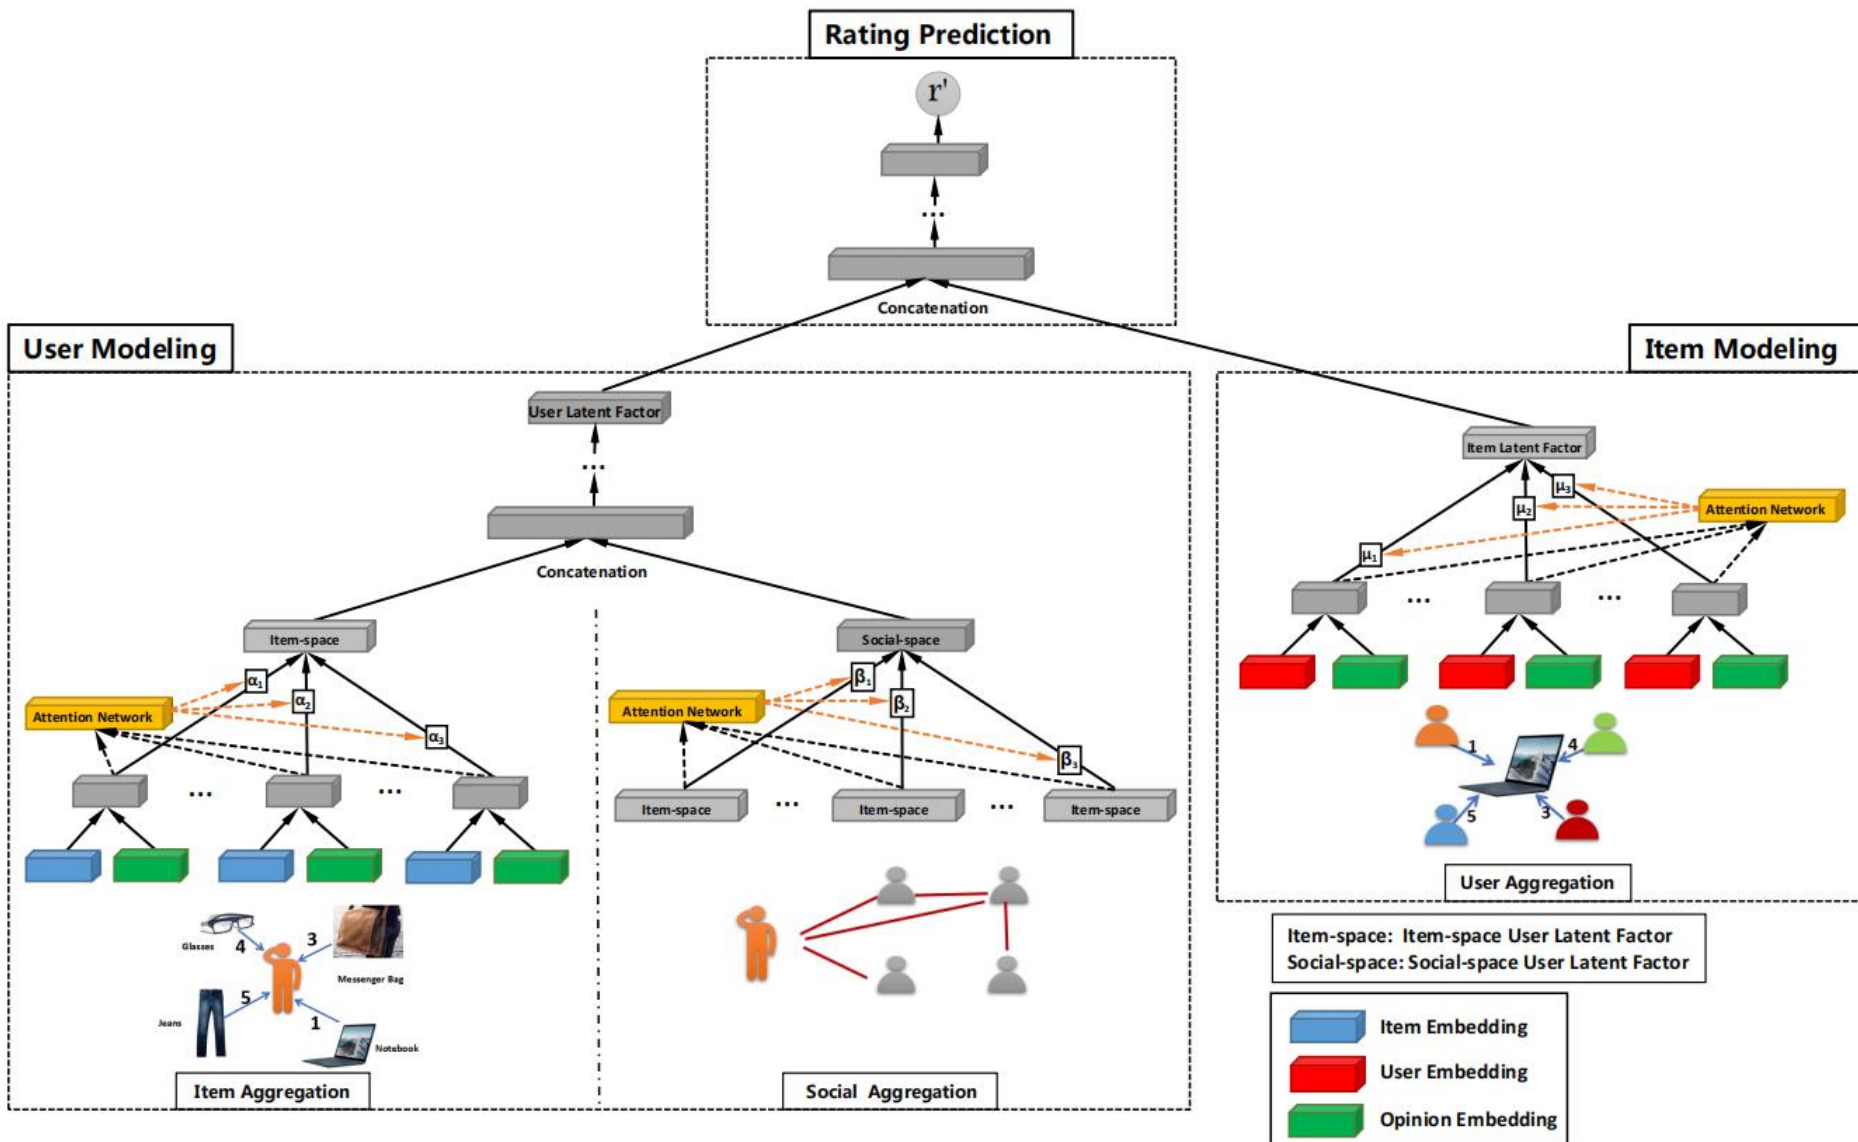 Rating Prediction
r'
...
Concatenation
User Modeling
User Latent Factor
...
Concatenation
Item-space
α1
α2
α3
Attention Network
... ...
Glasses
4
3
Messenger Bag
Jeans
5
1
Notebook
Item Aggregation
Social-space
β1
β2
β3
Attention Network
Item-space ... Item-space ... Item-space
Social Aggregation
Item Modeling
Item Latent Factor
μ3
μ2
μ1
Attention Network
... ...
1
4
5
3
User Aggregation
Item-space: Item-space User Latent Factor
Social-space: Social-space User Latent Factor
Item Embedding
User Embedding
Opinion Embedding